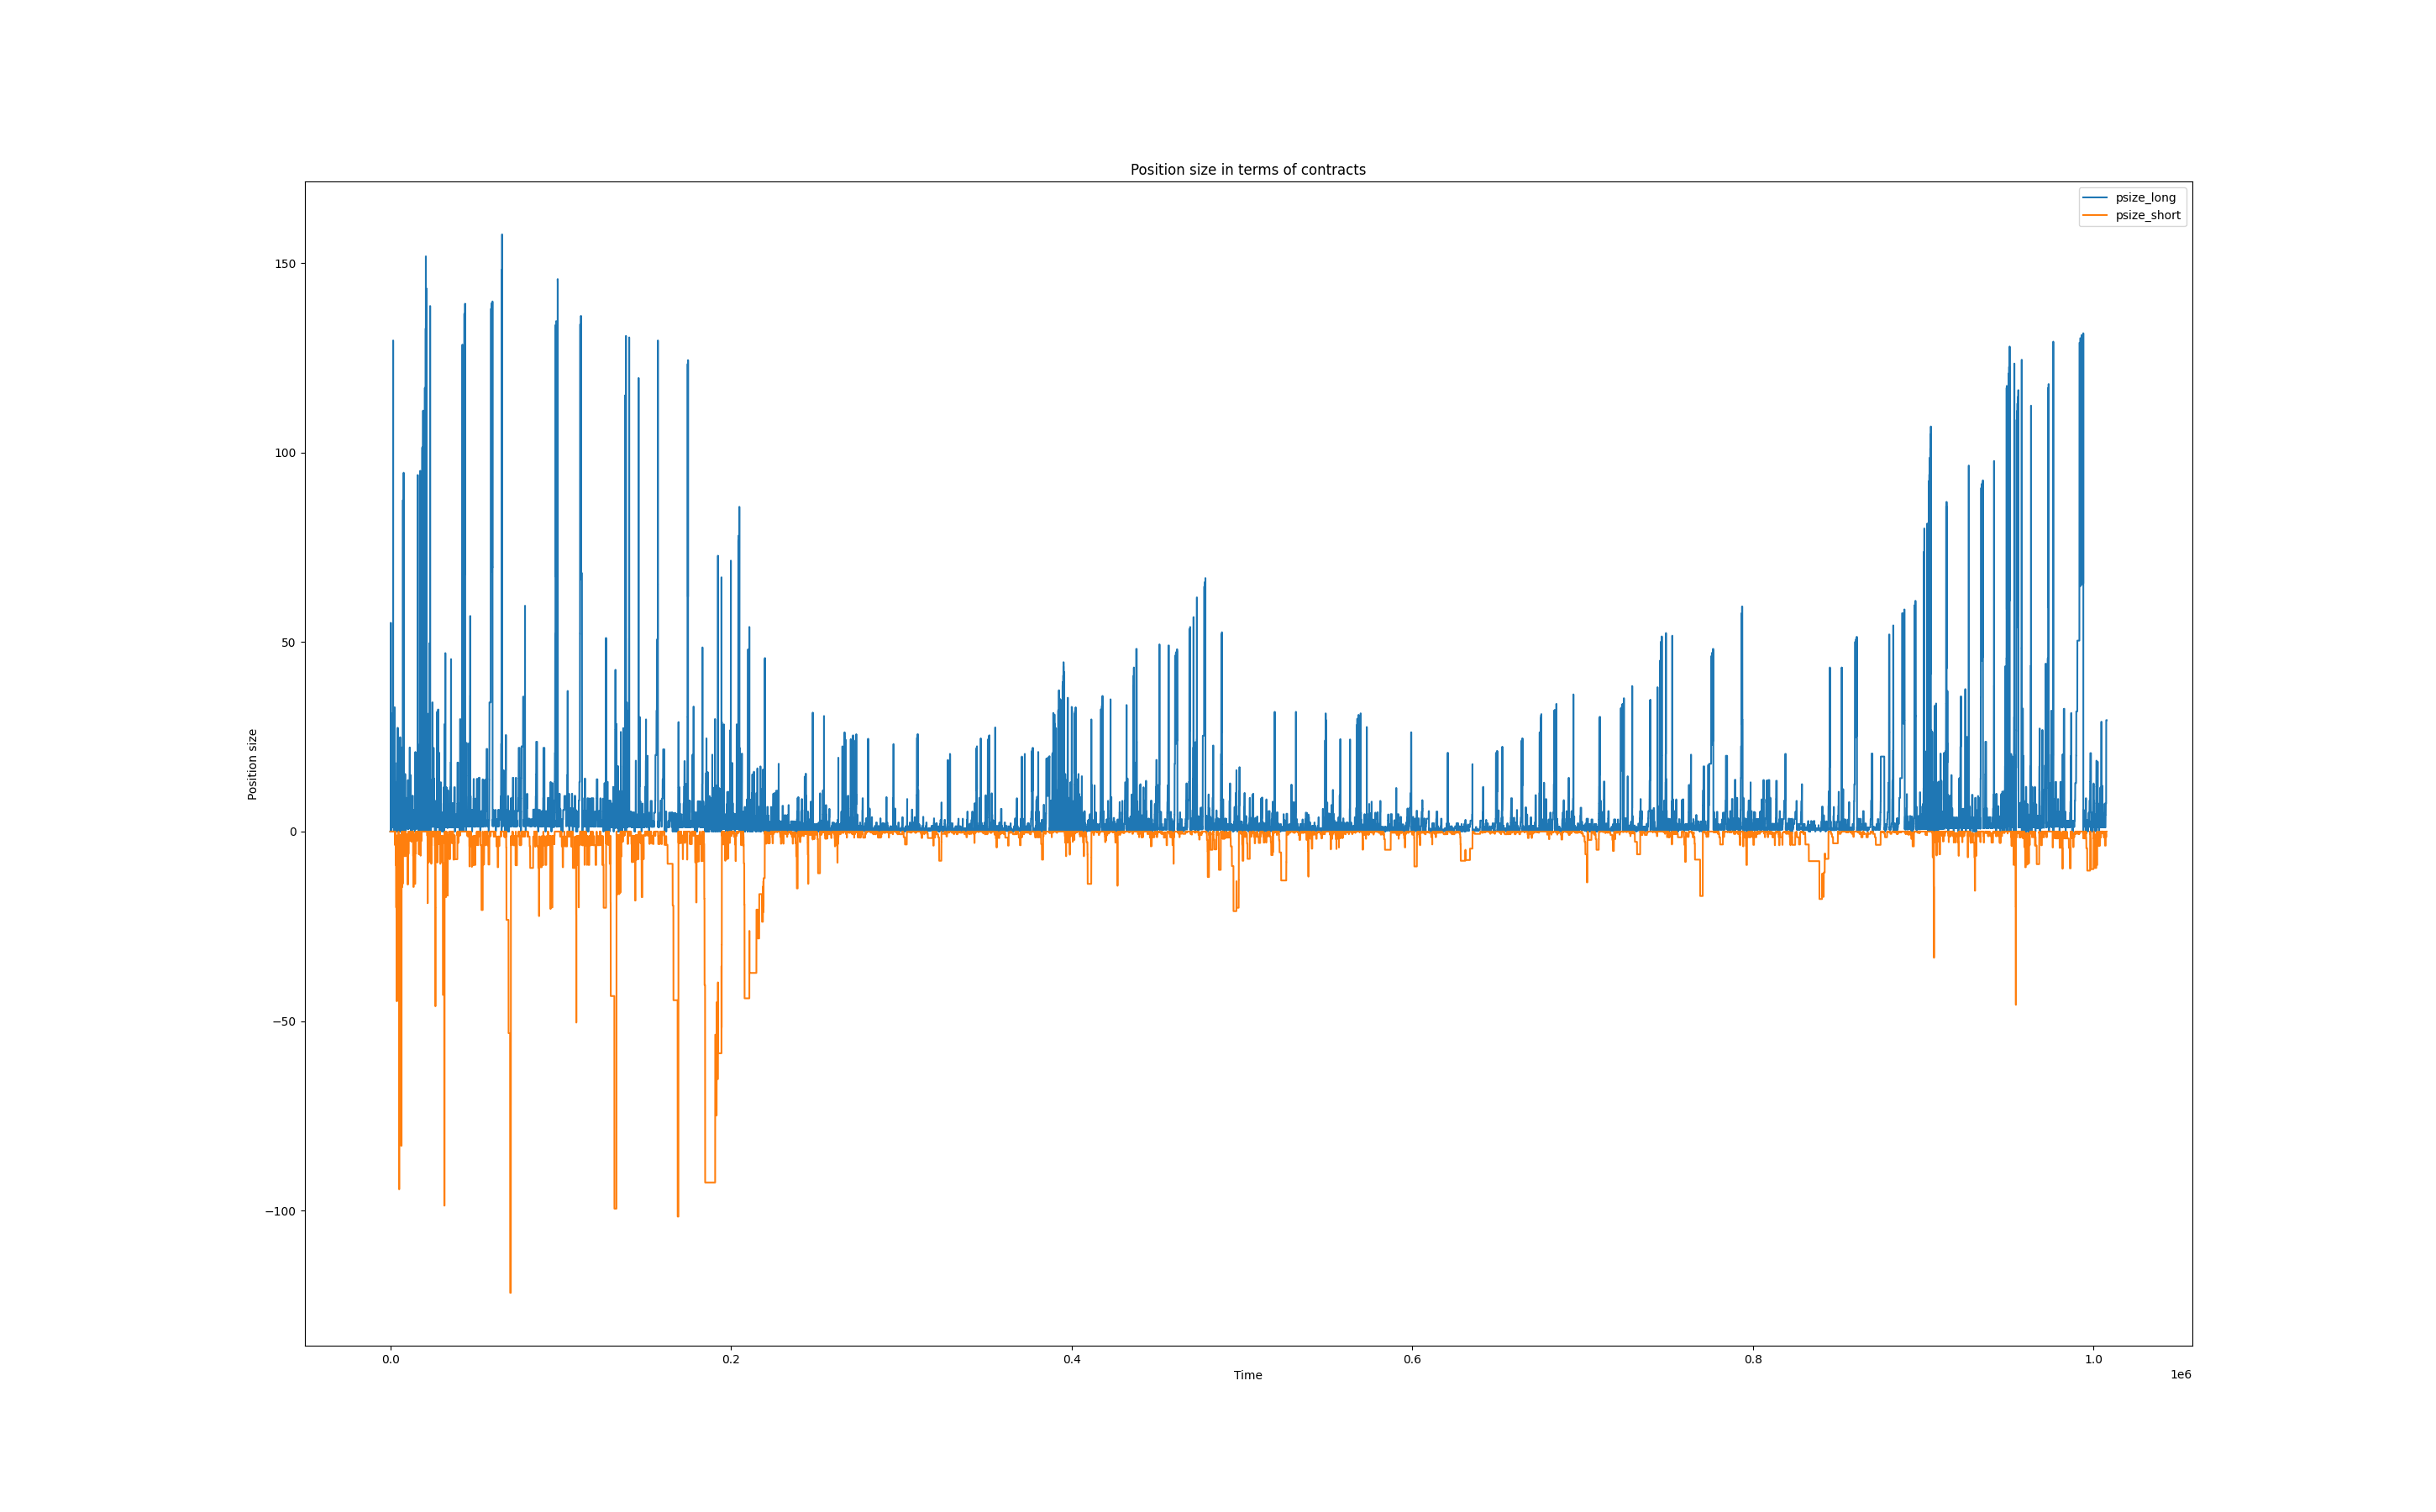 Position size in terms of contracts
psize_long
psize_short
150
100
50
0
−50
−100
Position size
0.0
0.2
0.4
0.6
0.8
1.0
Time
1e6